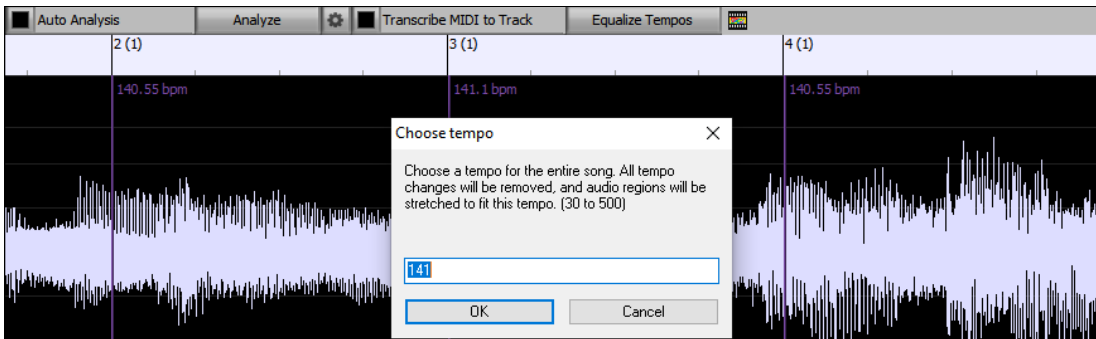 Auto Analysis Analyze Transcribe MIDI to Track Equalize Tempos
2 (1) 3 (1) 4 (1)
140.55 bpm 141.1 bpm 140.55 bpm
Choose tempo
Choose a tempo for the entire song. All tempo
changes will be removed, and audio regions will be
stretched to fit this tempo. (30 to 500)
141
OK Cancel